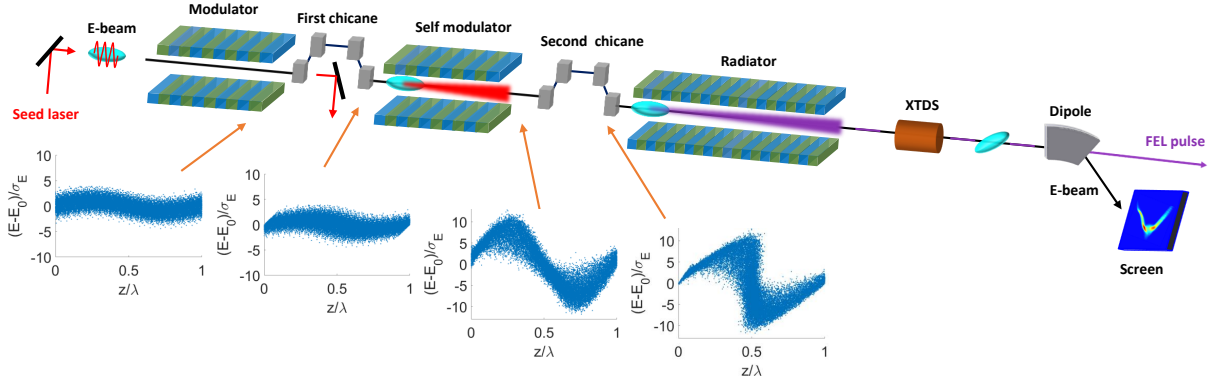 Modulator
First chicane
Self modulator
Second chicane
Radiator
E-beam
Seed laser
XTDS
Dipole
FEL pulse
E-beam
Screen
(E-E0)/σE
10
5
0
-5
-10
0
0.5
1
z/λ
(E-E0)/σE
10
5
0
-5
-10
0
0.5
1
z/λ
(E-E0)/σE
10
5
0
-5
-10
0
0.5
1
z/λ
(E-E0)/σE
10
5
0
-5
-10
0
0.5
1
z/λ